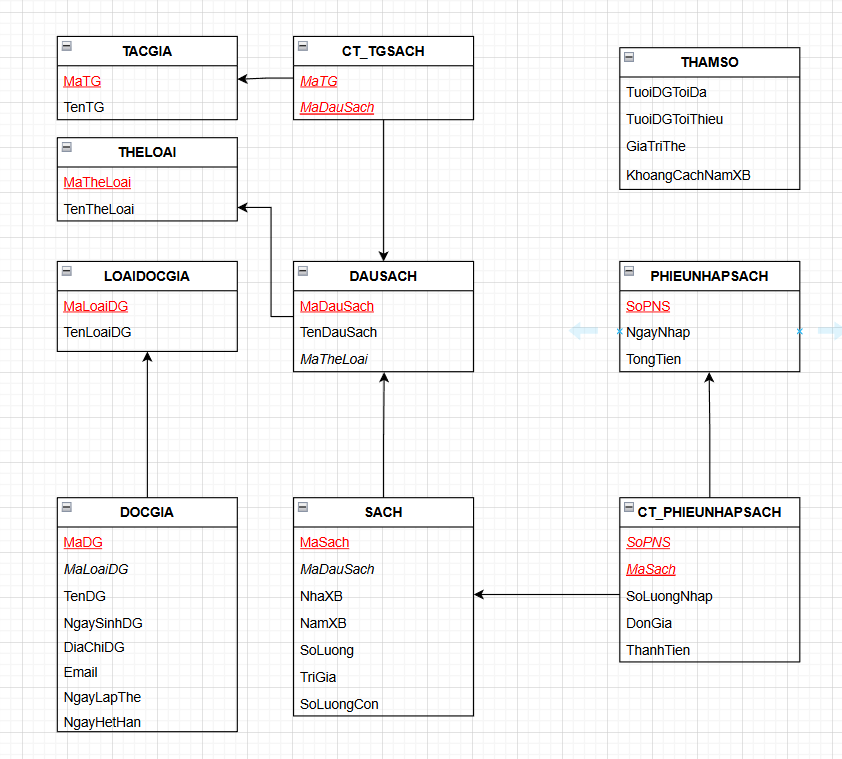 TACGIA
MaTG
TenTG
CT_TGSACH
MaTG
MaDauSach
THAMSO
TuoiDGToiDa
TuoiDGToiThieu
GiaTriThe
KhoangCachNamXB
THELOAI
MaTheLoai
TenTheLoai
LOAIDOCGIA
MaLoaiDG
TenLoaiDG
DAUSACH
MaDauSach
TenDauSach
MaTheLoai
PHIEUNHAPSACH
SoPNS
NgayNhap
TongTien
DOCGIA
MaDG
MaLoaiDG
TenDG
NgaySinhDG
DiaChiDG
Email
NgayLapThe
NgayHetHan
SACH
MaSach
MaDauSach
NhaXB
NamXB
SoLuong
TriGia
SoLuongCon
CT_PHIEUNHAPSACH
SoPNS
MaSach
SoLuongNhap
DonGia
ThanhTien